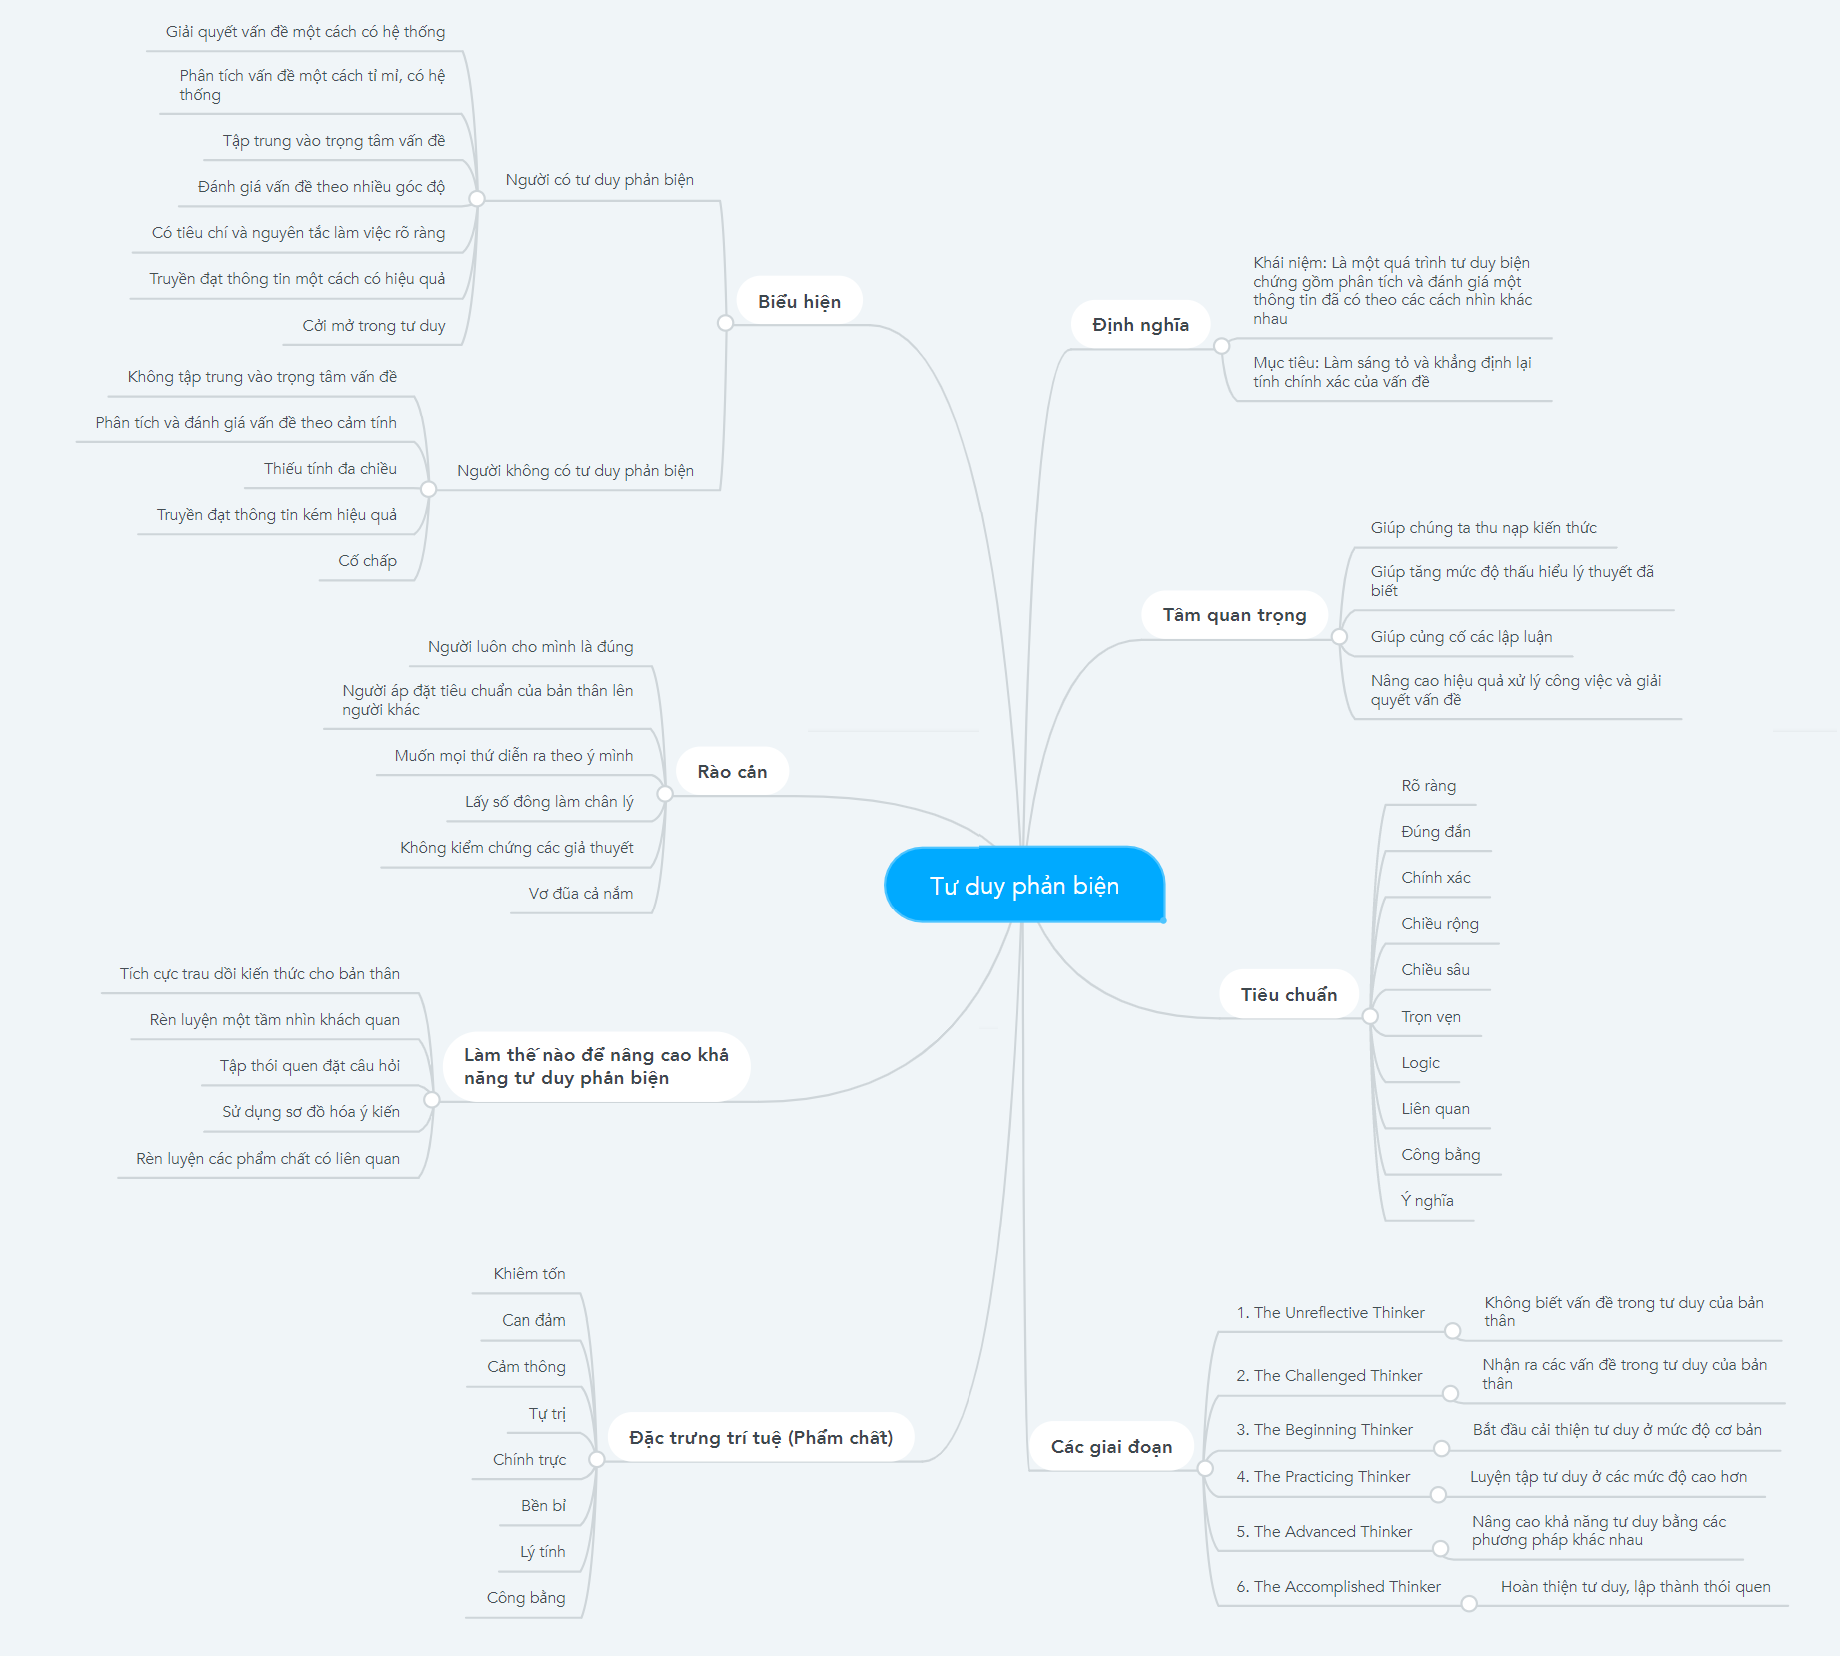 Tư duy phản biện
Định nghĩa
Khái niệm: Là một quá trình tư duy biện
chứng gồm phân tích và đánh giá một
thông tin đã có theo các cách nhìn khác
nhau
Mục tiêu: Làm sáng tỏ và khẳng định lại
tính chính xác của vấn đề
Tầm quan trọng
Giúp chúng ta thu nạp kiến thức
Giúp tăng mức độ thấu hiểu lý thuyết đã
biết
Giúp củng cố các lập luận
Nâng cao hiệu quả xử lý công việc và giải
quyết vấn đề
Tiêu chuẩn
Rõ ràng
Đúng đắn
Chính xác
Chiều rộng
Chiều sâu
Trọn vẹn
Logic
Liên quan
Công bằng
Ý nghĩa
Các giai đoạn
1. The Unreflective Thinker
Không biết vấn đề trong tư duy của bản
thân
2. The Challenged Thinker
Nhận ra các vấn đề trong tư duy của bản
thân
3. The Beginning Thinker
Bắt đầu cải thiện tư duy ở mức độ cơ bản
4. The Practicing Thinker
Luyện tập tư duy ở các mức độ cao hơn
5. The Advanced Thinker
Nâng cao khả năng tư duy bằng các
phương pháp khác nhau
6. The Accomplished Thinker
Hoàn thiện tư duy, lập thành thói quen
Biểu hiện
Người có tư duy phản biện
Giải quyết vấn đề một cách có hệ thống
Phân tích vấn đề một cách tỉ mỉ, có hệ
thống
Tập trung vào trọng tâm vấn đề
Đánh giá vấn đề theo nhiều góc độ
Có tiêu chí và nguyên tắc làm việc rõ ràng
Truyền đạt thông tin một cách có hiệu quả
Cởi mở trong tư duy
Người không có tư duy phản biện
Không tập trung vào trọng tâm vấn đề
Phân tích và đánh giá vấn đề theo cảm tính
Thiếu tính đa chiều
Truyền đạt thông tin kém hiệu quả
Cố chấp
Rào cản
Người luôn cho mình là đúng
Người áp đặt tiêu chuẩn của bản thân lên
người khác
Muốn mọi thứ diễn ra theo ý mình
Lấy số đông làm chân lý
Không kiểm chứng các giả thuyết
Vơ đũa cả nắm
Làm thế nào để nâng cao khả
năng tư duy phản biện
Tích cực trau dồi kiến thức cho bản thân
Rèn luyện một tầm nhìn khách quan
Tập thói quen đặt câu hỏi
Sử dụng sơ đồ hóa ý kiến
Rèn luyện các phẩm chất có liên quan
Đặc trưng trí tuệ (Phẩm chất)
Khiêm tốn
Can đảm
Cảm thông
Tự trị
Chính trực
Bền bỉ
Lý tính
Công bằng